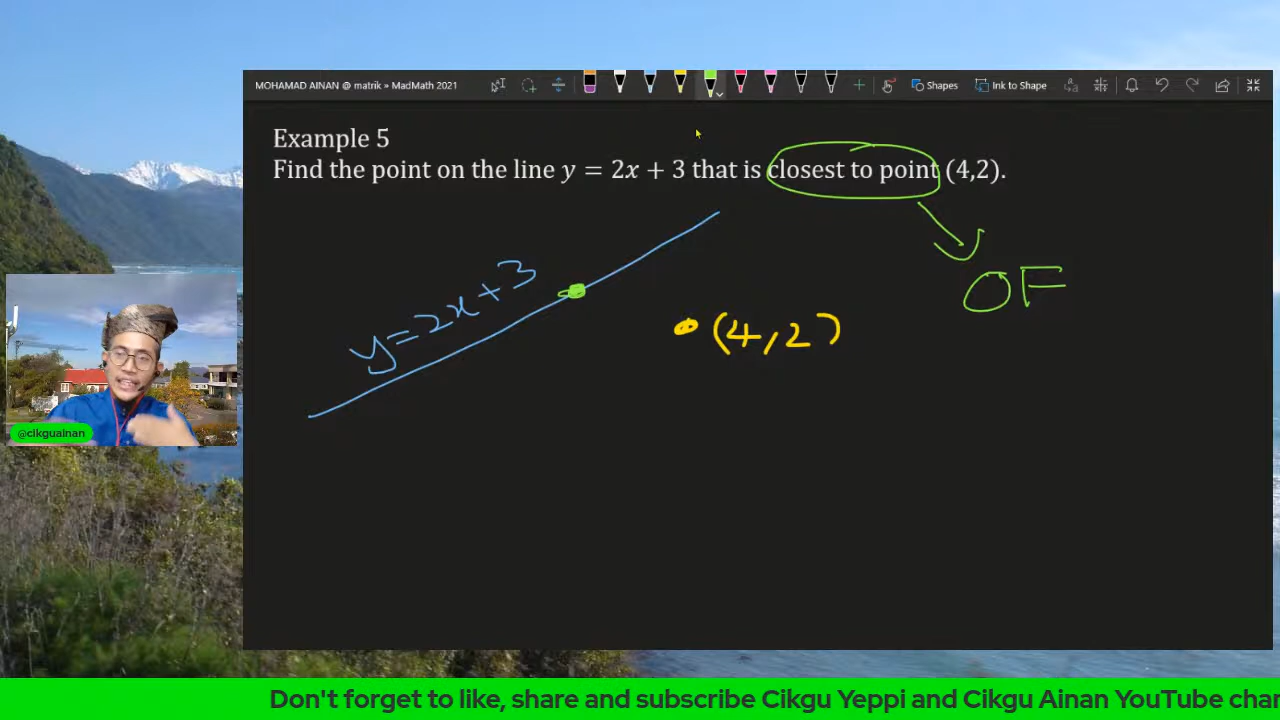 MOHAMAD AINAN @ matrik » MadMath 2021
Shapes
Ink to Shape
Example 5
Find the point on the line y = 2x + 3 that is closest to point (4,2).
OF
y=2x+3
(4,2)
@cikguainan
Don't forget to like, share and subscribe Cikgu Yeppi and Cikgu Ainan YouTube chan